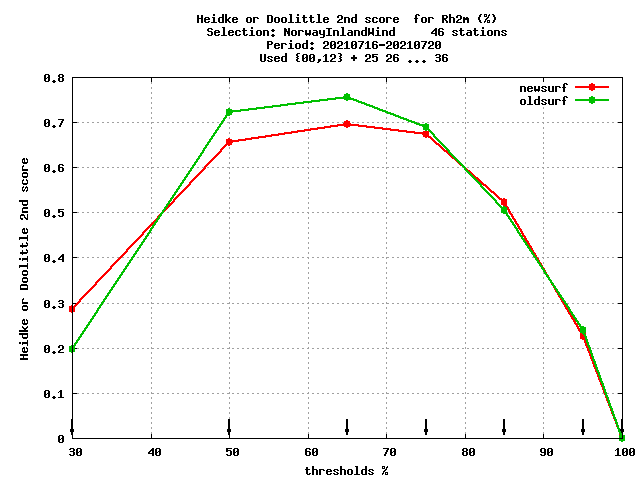 Heidke or Doolittle 2nd score  for Rh2m (%)
Selection: NorwayInlandWind     46 stations
Period: 20210716-20210720
Used {00,12} + 25 26 ... 36
newsurf
oldsurf
Heidke or Doolittle 2nd score
0.8
0.7
0.6
0.5
0.4
0.3
0.2
0.1
0
30 40 50 60 70 80 90 100
thresholds %